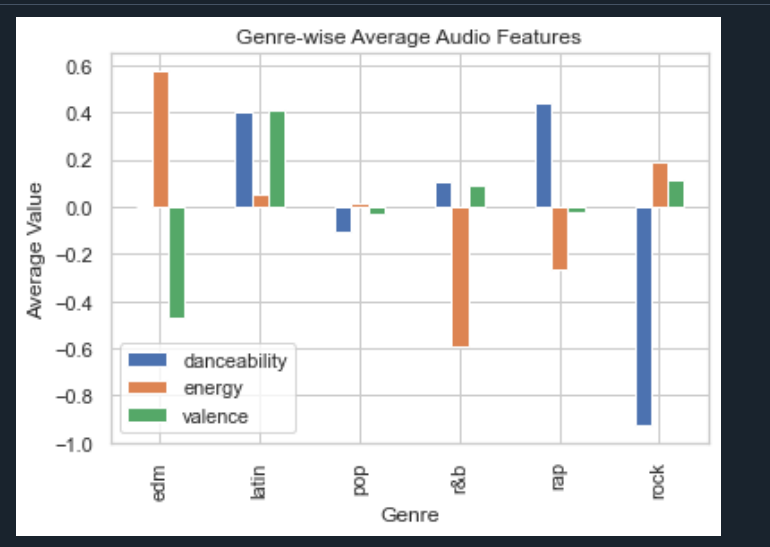 Genre-wise Average Audio Features
Average Value
0.6
0.4
0.2
0.0
−0.2
−0.4
−0.6
−0.8
−1.0
danceability
energy
valence
edm
latin
pop
r&b
rap
rock
Genre